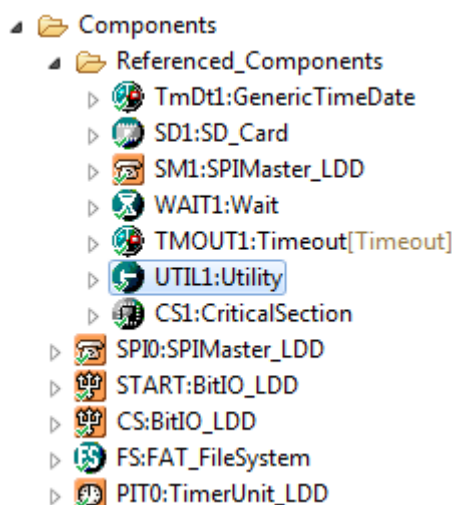 Components
Referenced_Components
TmDt1:GenericTimeDate
SD1:SD_Card
SM1:SPIMaster_LDD
WAIT1:Wait
TMOUT1:Timeout[Timeout]
UTIL1:Utility
CS1:CriticalSection
SPI0:SPIMaster_LDD
START:BitIO_LDD
CS:BitIO_LDD
FS FS:FAT_FileSystem
PIT0:TimerUnit_LDD